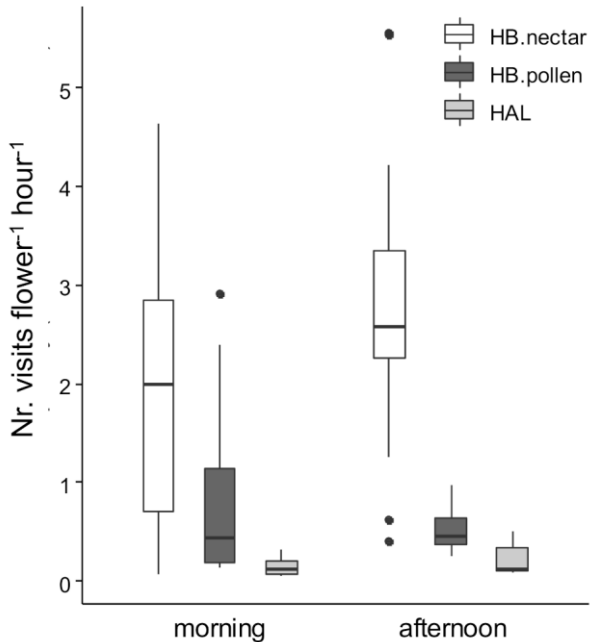 HB.nectar
HB.pollen
HAL
Nr. visits flower⁻¹ hour⁻¹
5
4
3
2
1
0
morning afternoon